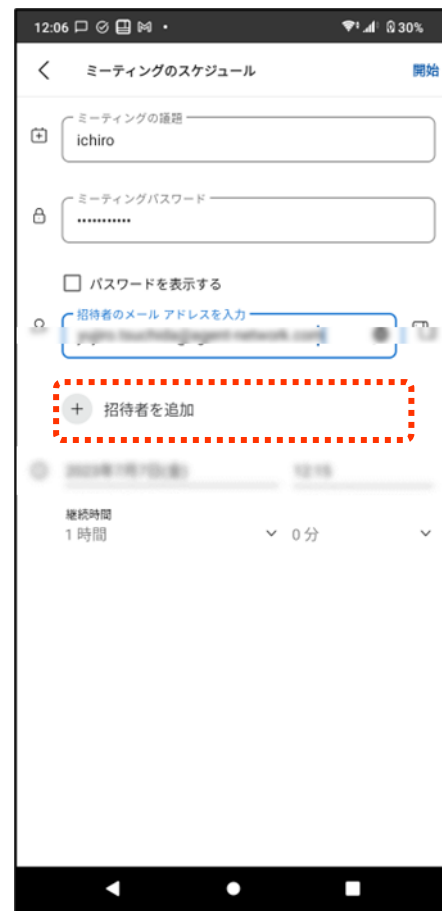 12:06 30%
ミーティングのスケジュール 開始
ミーティングの議題
ichiro
ミーティングパスワード
•••••••••••
パスワードを表示する
招待者のメール アドレスを入力
+ 招待者を追加
継続時間
1 時間 0 分